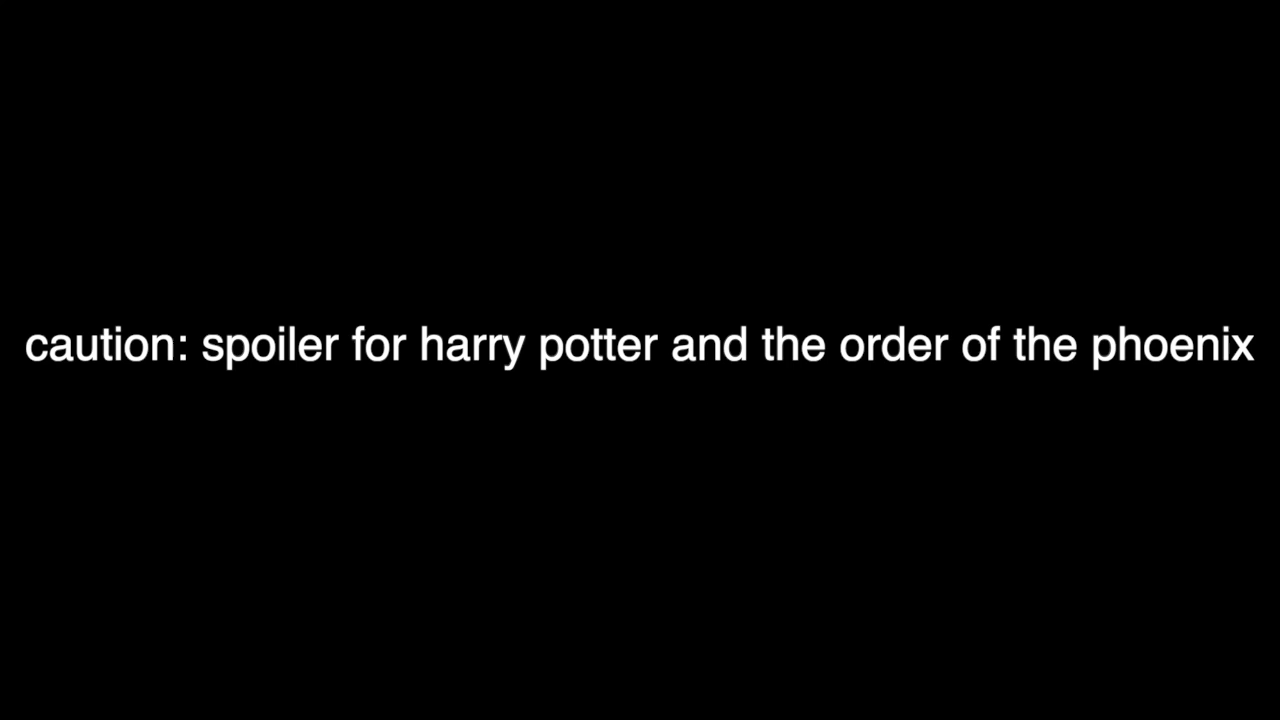 caution: spoiler for harry potter and the order of the phoenix